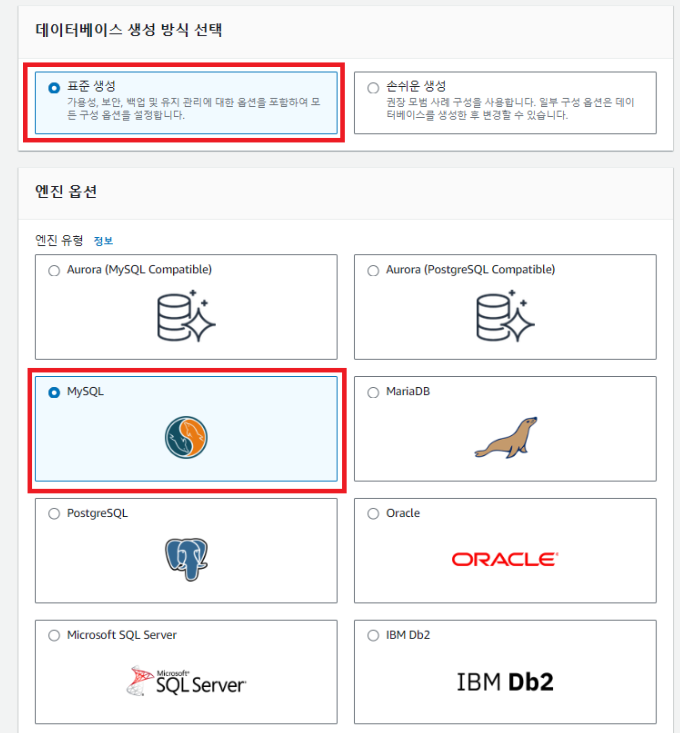 데이터베이스 생성 방식 선택
표준 생성
가용성, 보안, 백업 및 유지 관리에 대한 옵션을 포함하여 모
든 구성 옵션을 설정합니다.
손쉬운 생성
권장 모범 사례 구성을 사용합니다. 일부 구성 옵션은 데이
터베이스를 생성한 후 변경할 수 있습니다.
엔진 옵션
엔진 유형 정보
Aurora (MySQL Compatible)
Aurora (PostgreSQL Compatible)
MySQL
MariaDB
PostgreSQL
Oracle
ORACLE
Microsoft SQL Server
IBM Db2
Microsoft
SQL Server
IBM Db2